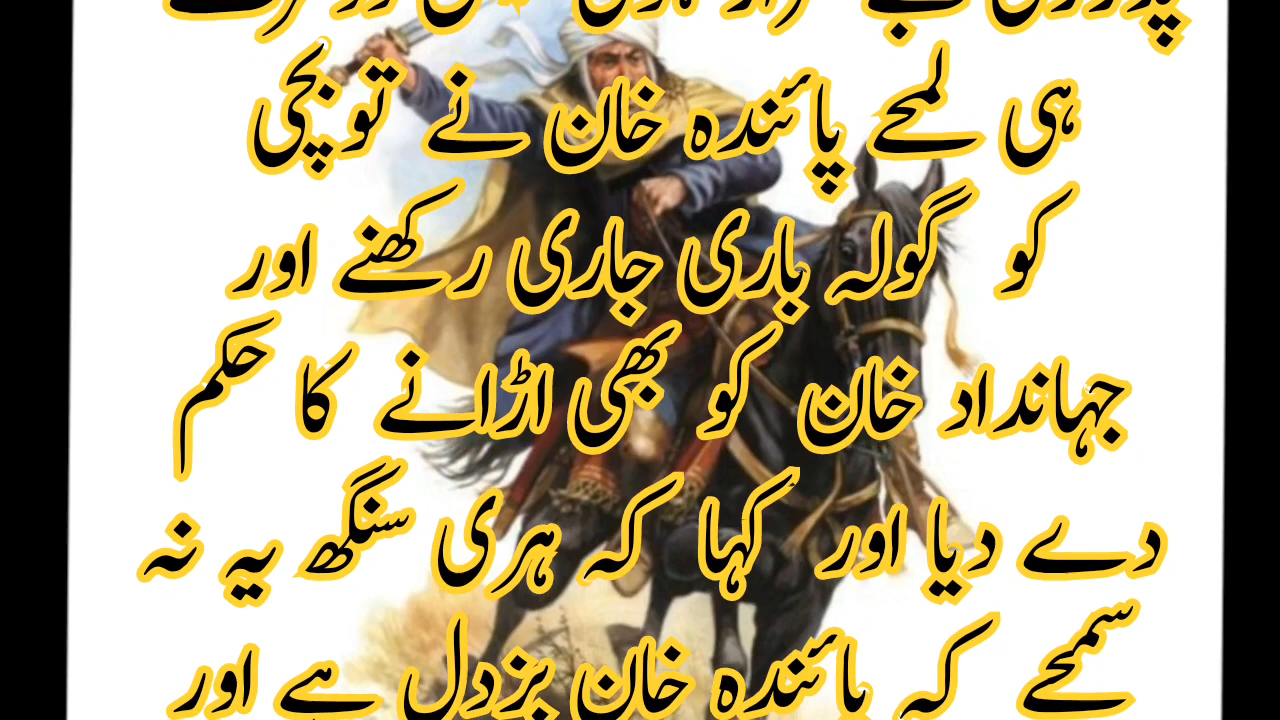 ہی لمحے پائندہ خان نے توپچی
کو گولہ باری جاری رکھنے اور
جہانداد خان کو بھی اڑانے کا حکم
دے دیا اور کہا کہ ہری سنگھ یہ نہ
سمجھے کہ پائندہ خان بزدل ہے اور